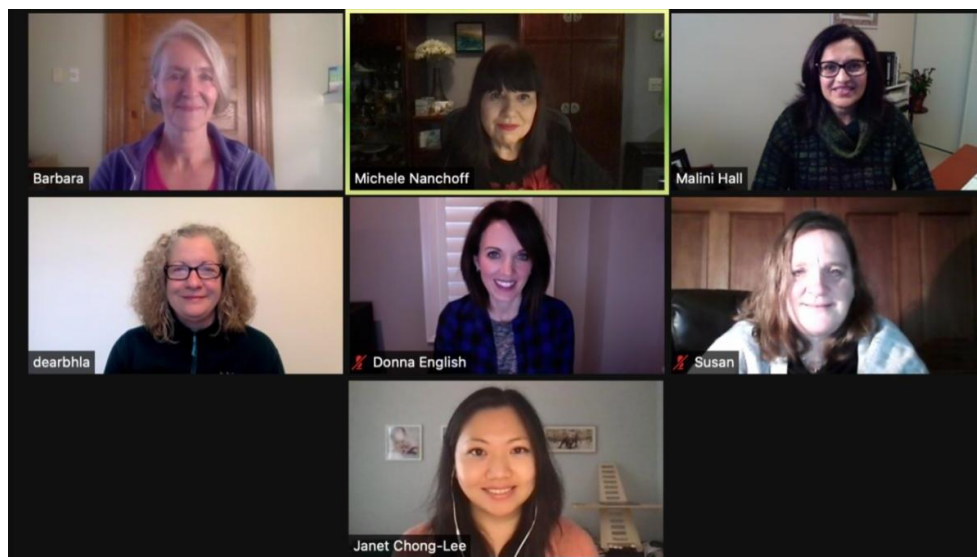 Barbara
Michele Nanchoff
Malini Hall
dearbhla
Donna English
Susan
Janet Chong-Lee